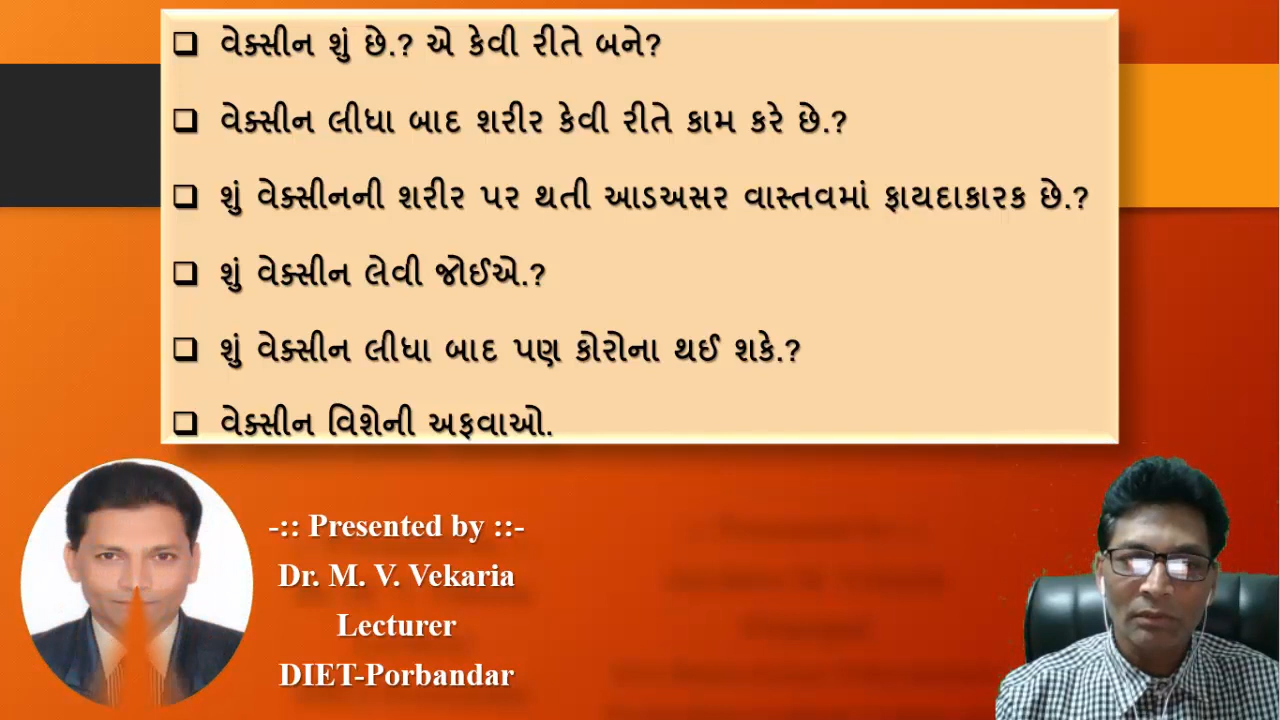 ❑ વેક્સીન શું છે.? એ કેવી રીતે બને?
❑ વેક્સીન લીધા બાદ શરીર કેવી રીતે કામ કરે છે.?
❑ શું વેક્સીનની શરીર પર થતી આડઅસર વાસ્તવમાં ફાયદાકારક છે.?
❑ શું વેક્સીન લેવી જોઈએ.?
❑ શું વેક્સીન લીધા બાદ પણ કોરોના થઈ શકે.?
❑ વેક્સીન વિશેની અફવાઓ.
-:: Presented by ::-
Dr. M. V. Vekaria
Lecturer
DIET-Porbandar